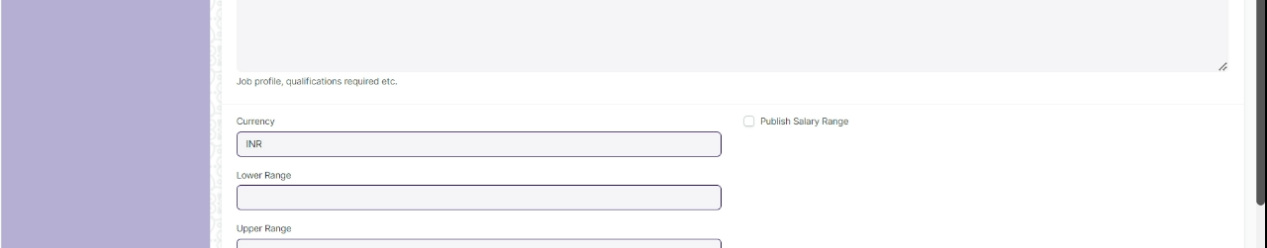 Job profile, qualifications required etc.
Currency
Publish Salary Range
INR
Lower Range
Upper Range